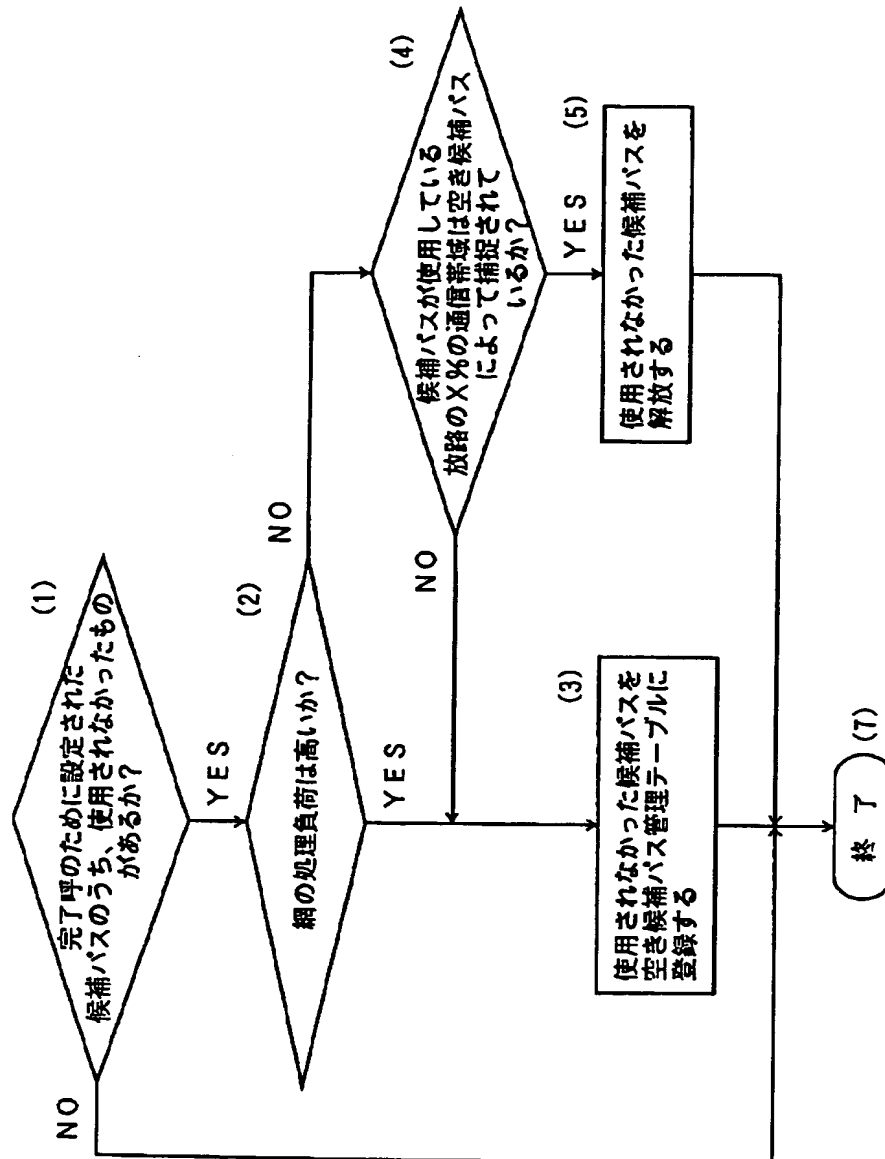 (1)
完了呼のために設定された
候補パスのうち、使用されなかったもの
があるか?
NO
YES
(2)
網の処理負荷は高いか?
NO
YES
(4)
候補パスが使用している
放路のX%の通信帯域は空き候補パス
によって捕捉されて
いるか?
NO
YES
(3)
使用されなかった候補パスを
空き候補パス管理テーブルに
登録する
(5)
使用されなかった候補パスを
解放する
終了
(7)